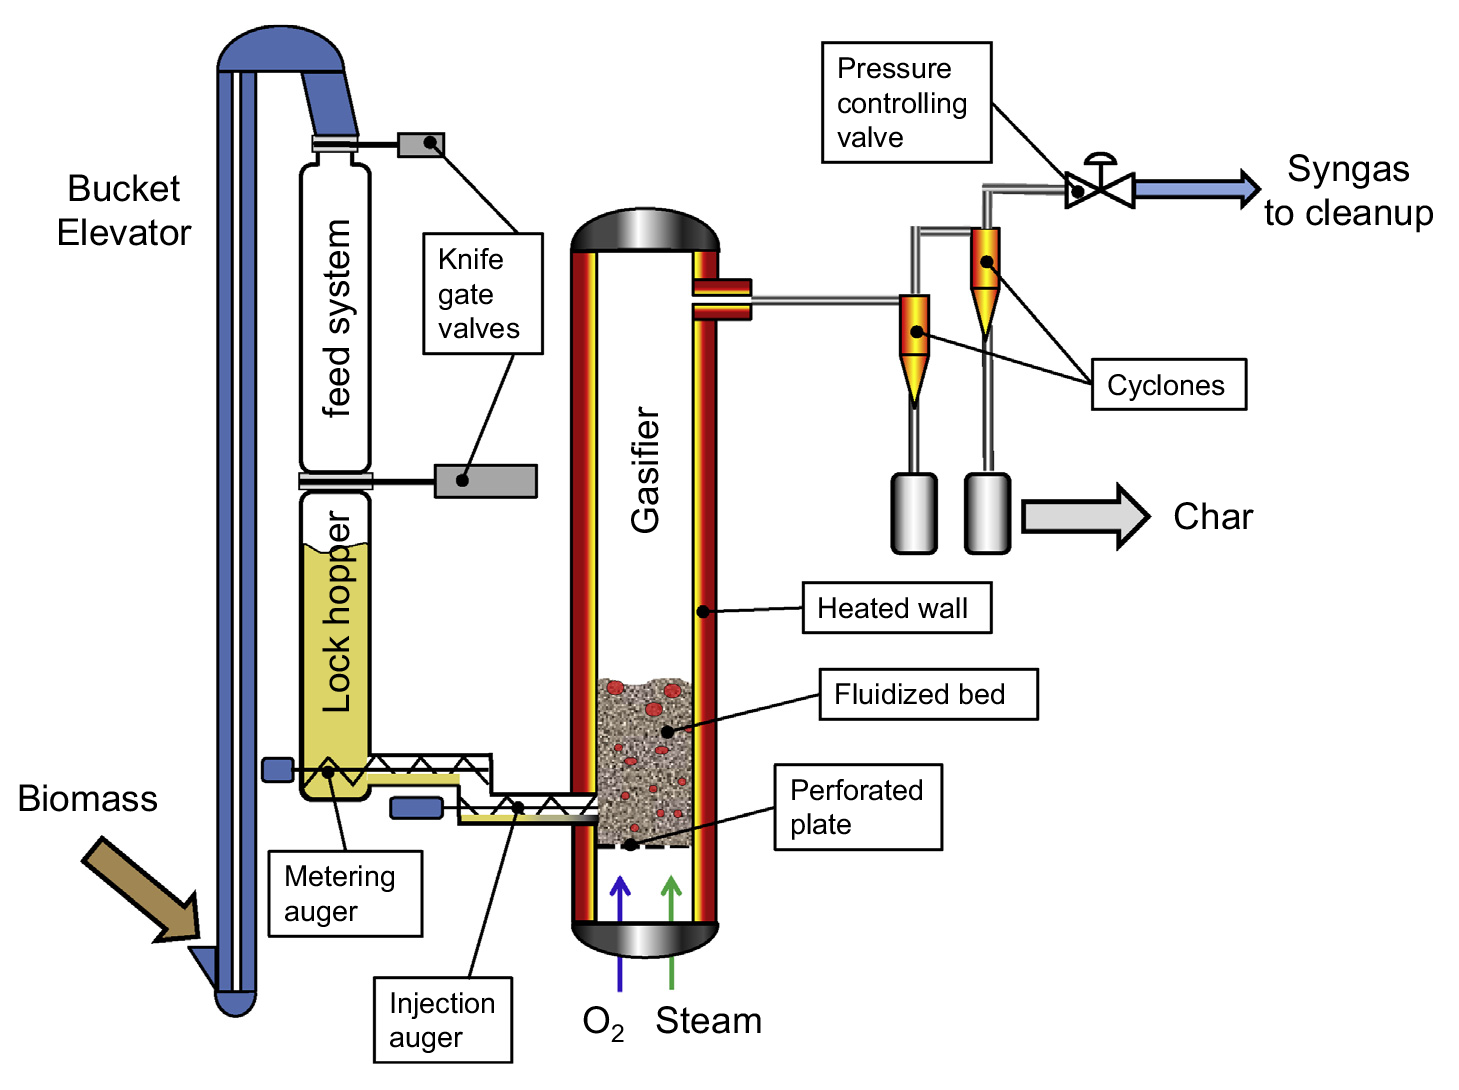 Pressure
controlling
valve
Syngas
to cleanup
Bucket
Elevator
Knife
gate
valves
feed system
Cyclones
Gasifier
Char
Lock hopper
Heated wall
Fluidized bed
Biomass
Perforated
plate
Metering
auger
Injection
auger
O2 Steam